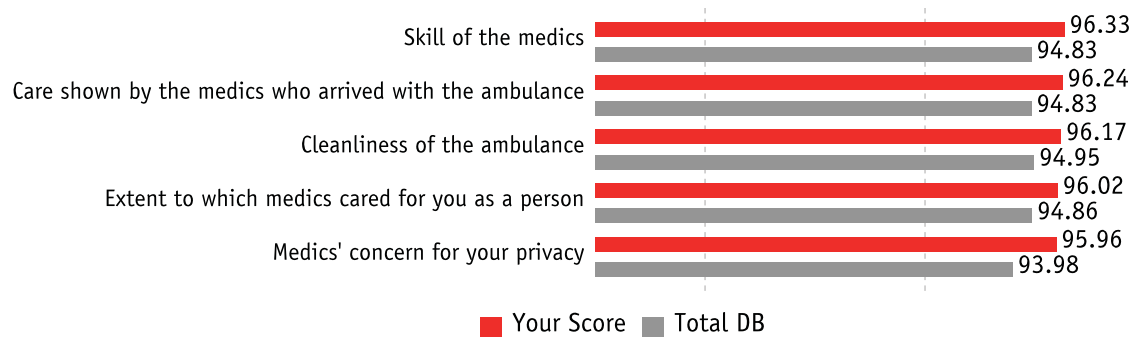 Skill of the medics
96.33
94.83
Care shown by the medics who arrived with the ambulance
96.24
94.83
Cleanliness of the ambulance
96.17
94.95
Extent to which medics cared for you as a person
96.02
94.86
Medics' concern for your privacy
95.96
93.98
Your Score
Total DB